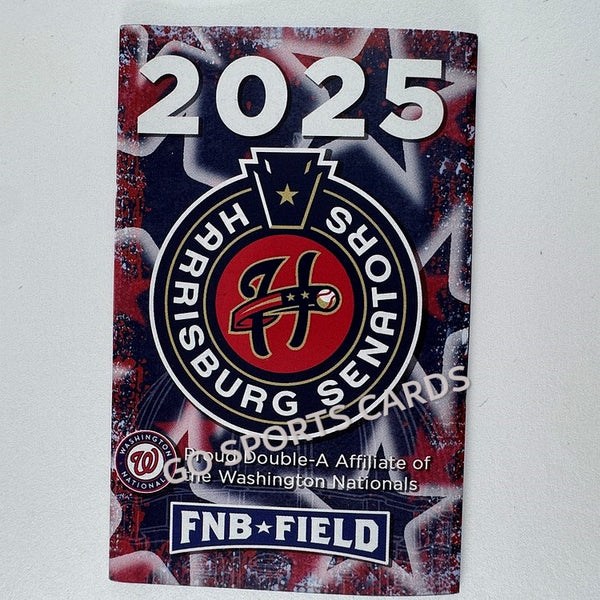 2025
HARRISBURG SENATORS
H
GO SPORTS CARDS
WASHINGTON
W
NATIONALS
Proud Double-A Affiliate of
the Washington Nationals
FNB★FIELD